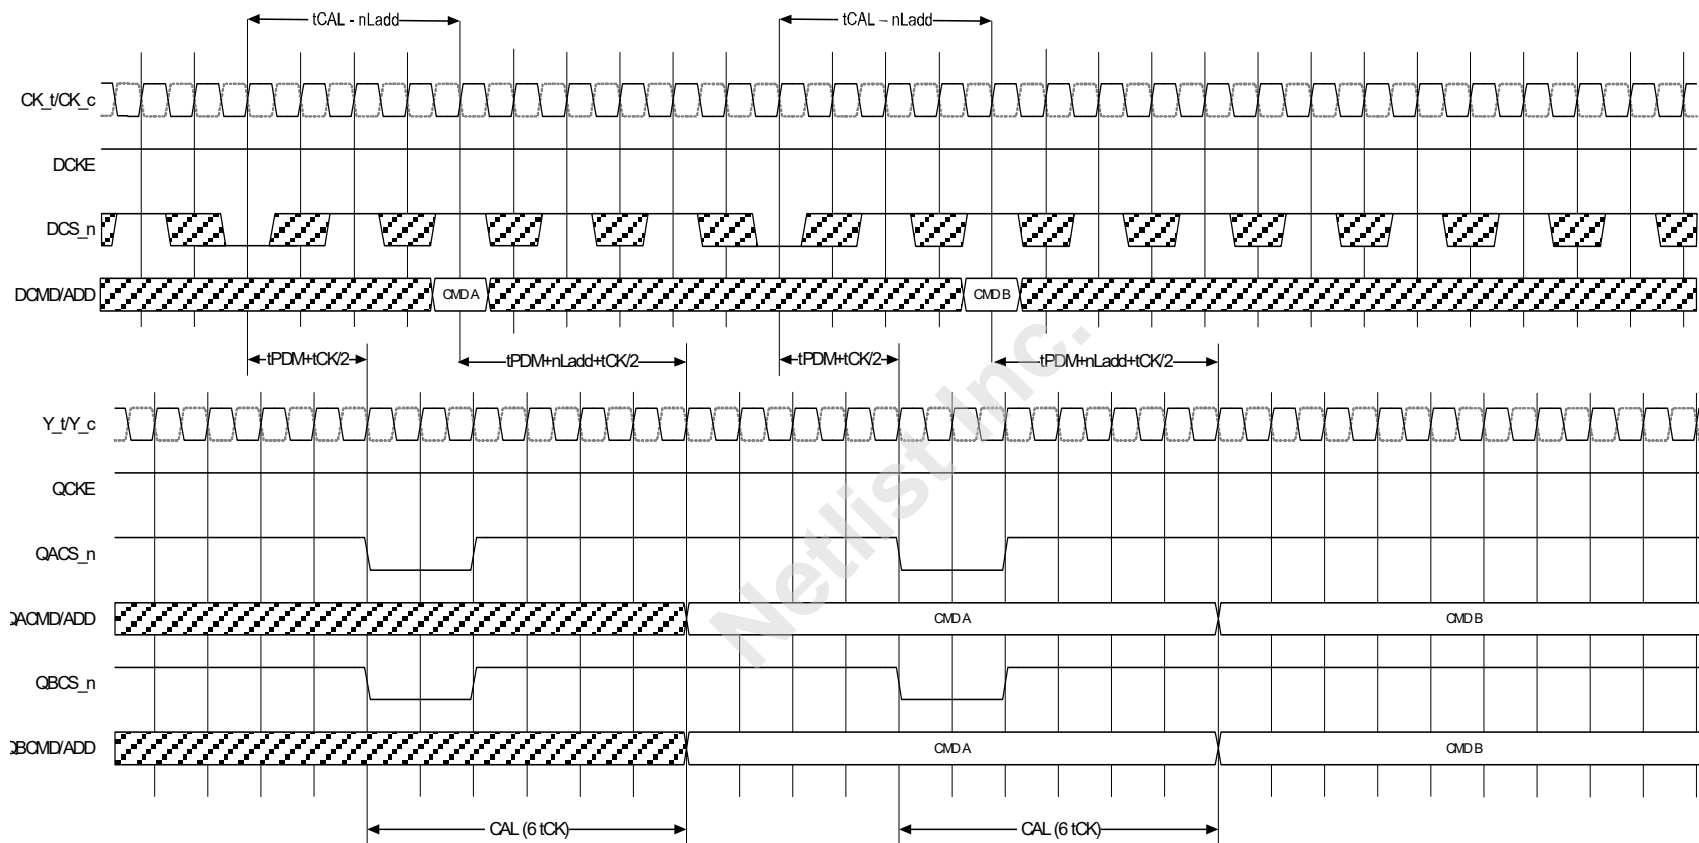 tCAL - nLadd
tCAL – nLadd
CK_t/CK_c
DCKE
DCS_n
DCMD/ADD
CMD A
CMD B
tPDM+tCK/2
tPDM+nLadd+tCK/2
tPDM+tCK/2
tPDM+nLadd+tCK/2
Y_t/Y_c
QCKE
QACS_n
QACMD/ADD
CMD A
CMD B
QBCS_n
QBCMD/ADD
CMD A
CMD B
CAL (6 tCK)
CAL (6 tCK)
Netlist Inc.